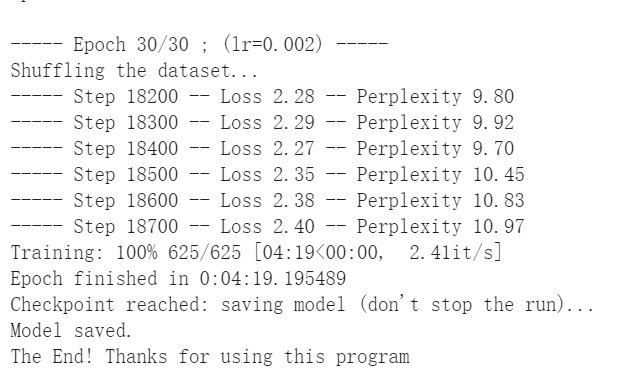 ----- Epoch 30/30 ; (lr=0.002) -----
Shuffling the dataset...
----- Step 18200 -- Loss 2.28 -- Perplexity 9.80
----- Step 18300 -- Loss 2.29 -- Perplexity 9.92
----- Step 18400 -- Loss 2.27 -- Perplexity 9.70
----- Step 18500 -- Loss 2.35 -- Perplexity 10.45
----- Step 18600 -- Loss 2.38 -- Perplexity 10.83
----- Step 18700 -- Loss 2.40 -- Perplexity 10.97
Training: 100% 625/625 [04:19<00:00,  2.41it/s]
Epoch finished in 0:04:19.195489
Checkpoint reached: saving model (don't stop the run)...
Model saved.
The End! Thanks for using this program